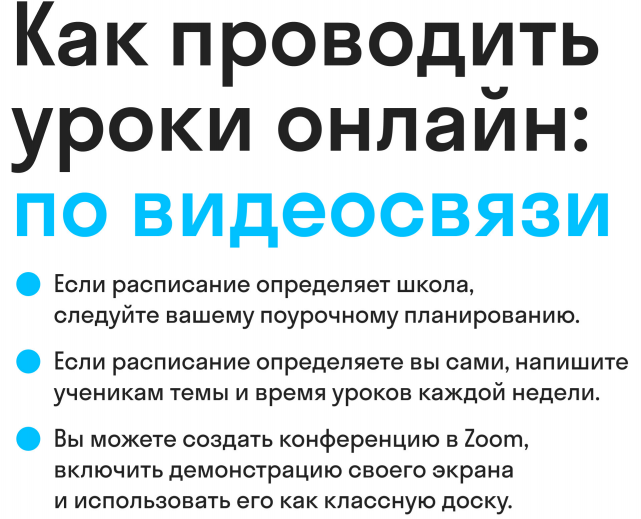 Как проводить
уроки онлайн:
по видеосвязи
Если расписание определяет школа,
следуйте вашему поурочному планированию.
Если расписание определяете вы сами, напишите
ученикам темы и время уроков каждой недели.
Вы можете создать конференцию в Zoom,
включить демонстрацию своего экрана
и использовать его как классную доску.